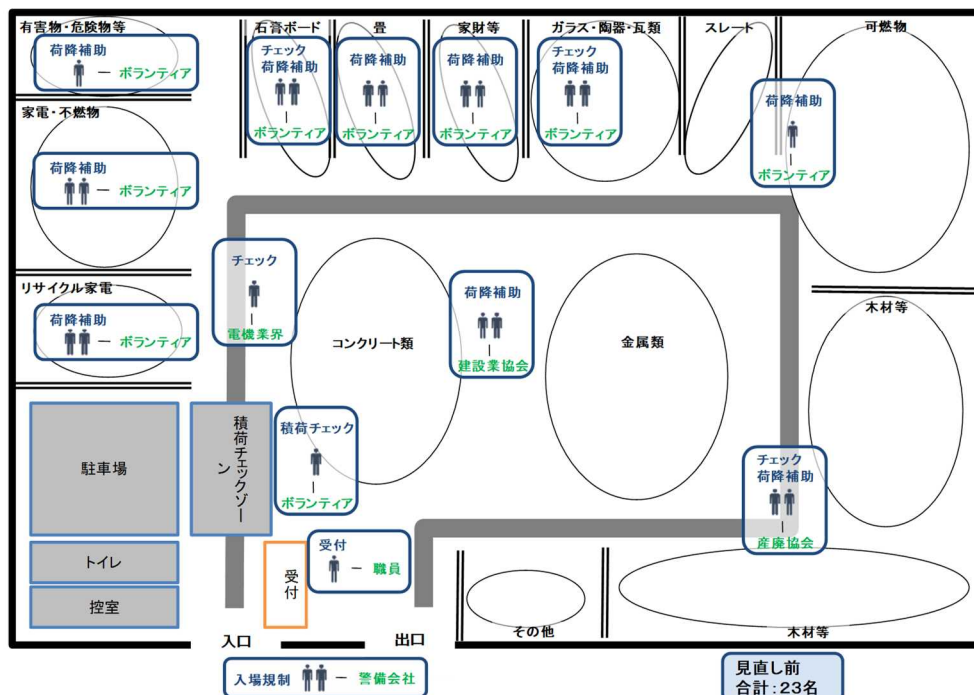 有害物・危険物等
荷降補助
ボランティア
石膏ボード
チェック
荷降補助
ボランティア
畳
荷降補助
ボランティア
家財等
荷降補助
ボランティア
ガラス・陶器・瓦類
チェック
荷降補助
ボランティア
スレート
可燃物
荷降補助
ボランティア
家電・不燃物
荷降補助
ボランティア
リサイクル家電
荷降補助
ボランティア
チェック
電機業界
コンクリート類
荷降補助
建設業協会
金属類
木材等
駐車場
積荷チェックゾー
ン
積荷チェック
ボランティア
チェック
荷降補助
産廃協会
トイレ
控室
受付
受付
職員
その他
木材等
入口
出口
入場規制
警備会社
見直し前
合計:23名